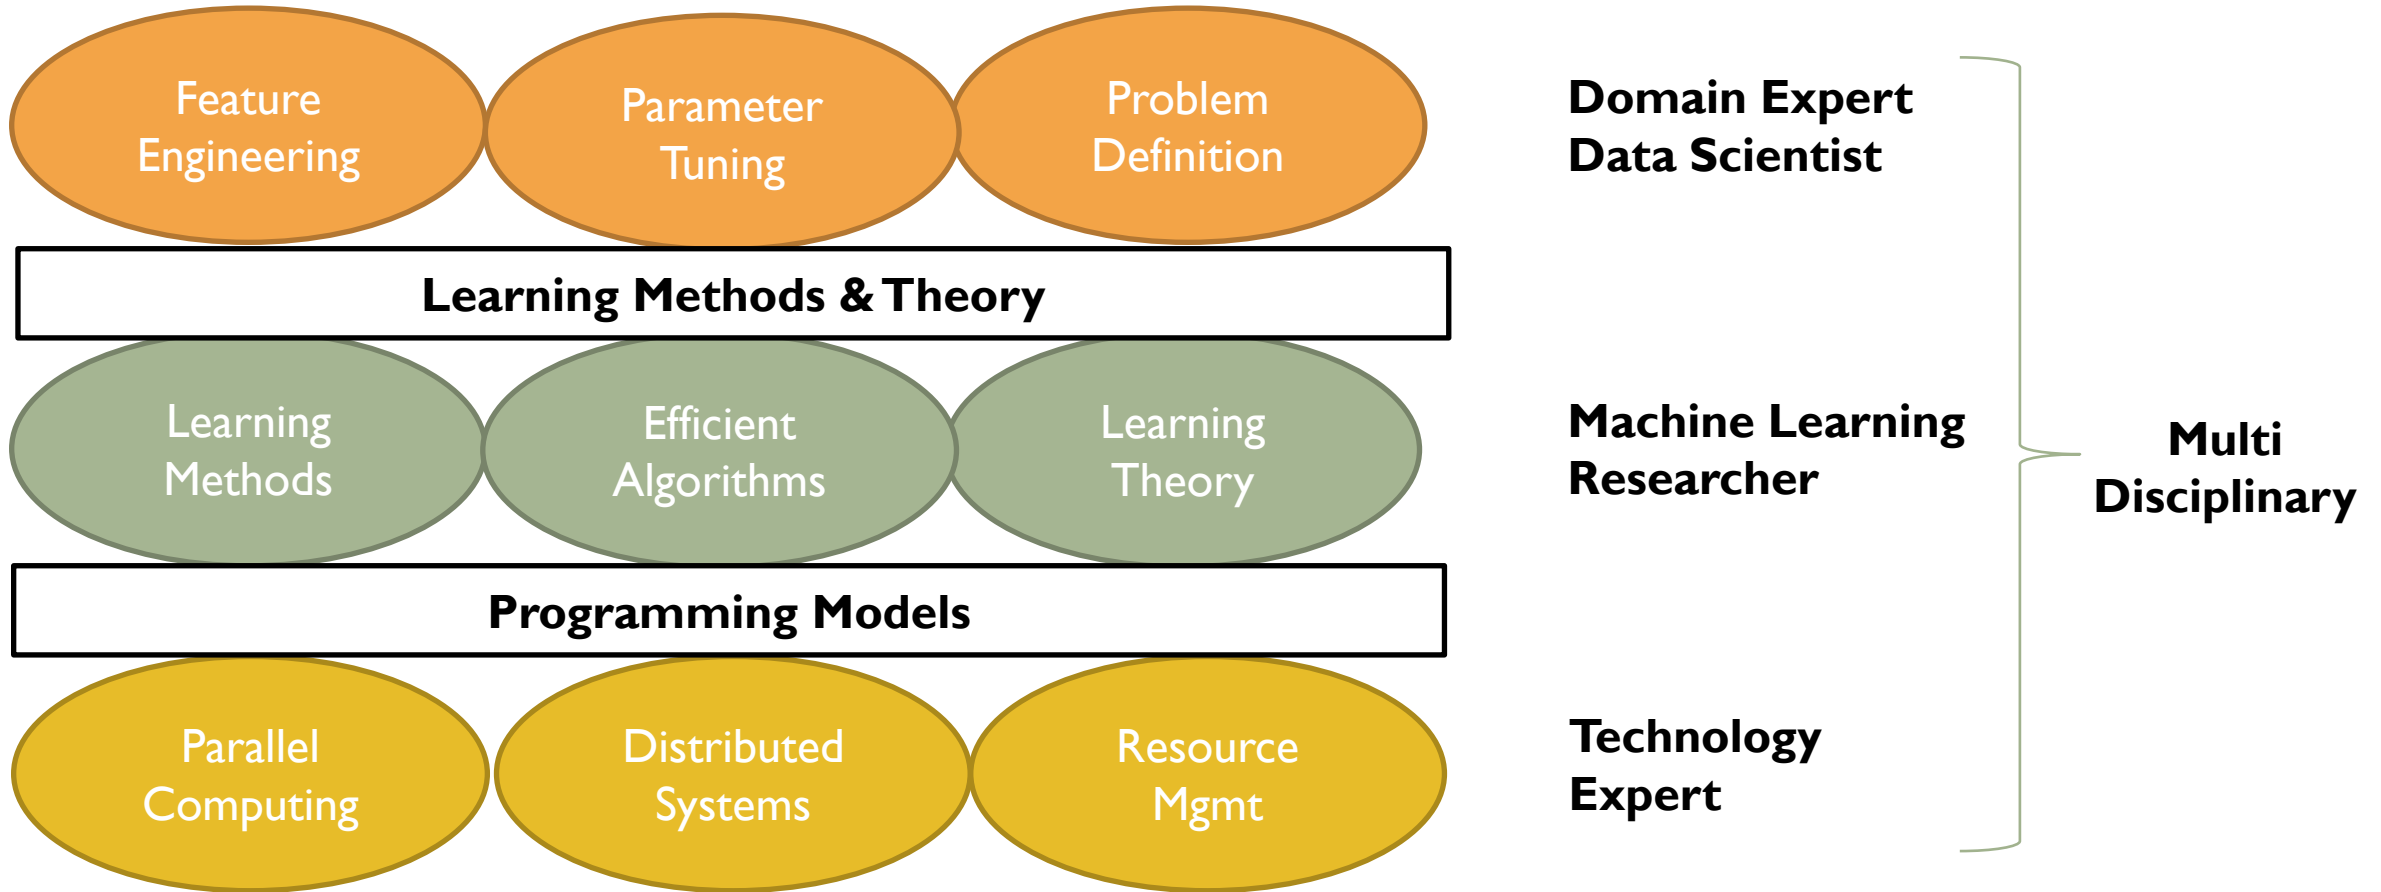 Feature
Engineering
Parameter
Tuning
Problem
Definition
Domain Expert
Data Scientist
Learning Methods & Theory
Learning
Methods
Efficient
Algorithms
Learning
Theory
Machine Learning
Researcher
Multi
Disciplinary
Programming Models
Parallel
Computing
Distributed
Systems
Resource
Mgmt
Technology
Expert